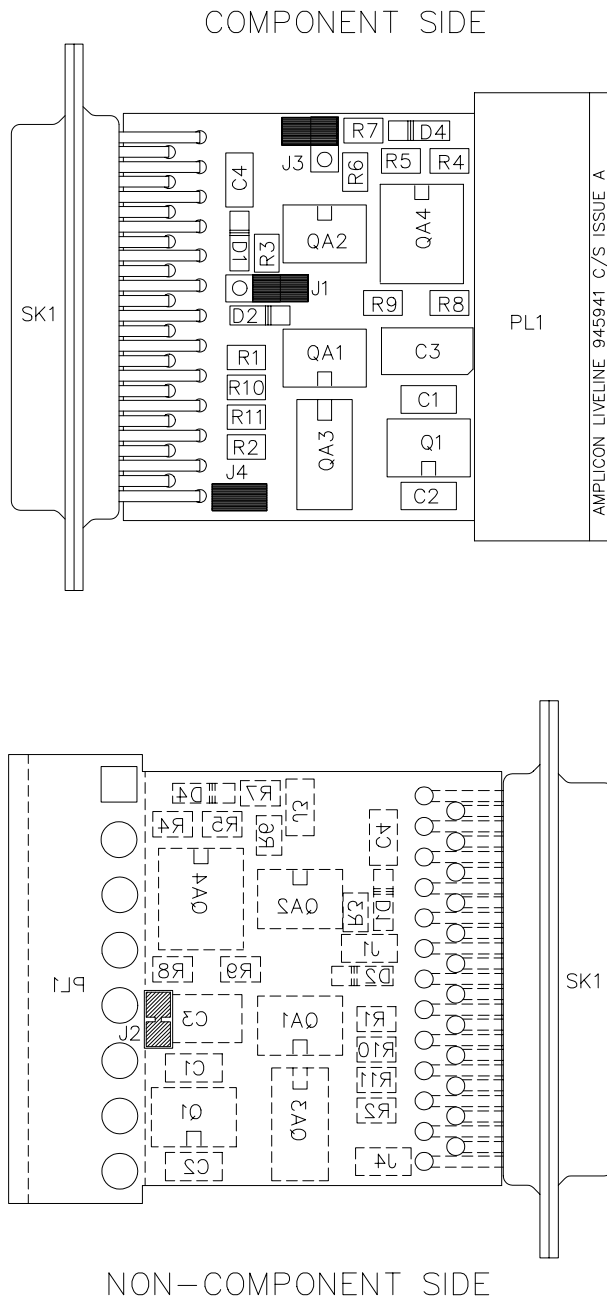 COMPONENT SIDE
R7
D4
J3
R6
R5
R4
C4
QA2
QA4
D1
R3
J1
R9
R8
SK1
D2
PL1
R1
QA1
C3
R10
C1
R11
QA3
Q1
R2
J4
C2
AMPLICON LIVELINE 945941 C/S ISSUE A
D4
R7
J3
R4
R5
R6
C4
QA4
QA2
R3
D1
J1
R8
R9
D2
PL1
SK1
J2
C3
QA1
R1
R10
C1
R11
Q1
QA3
R2
C2
J4
NON-COMPONENT SIDE